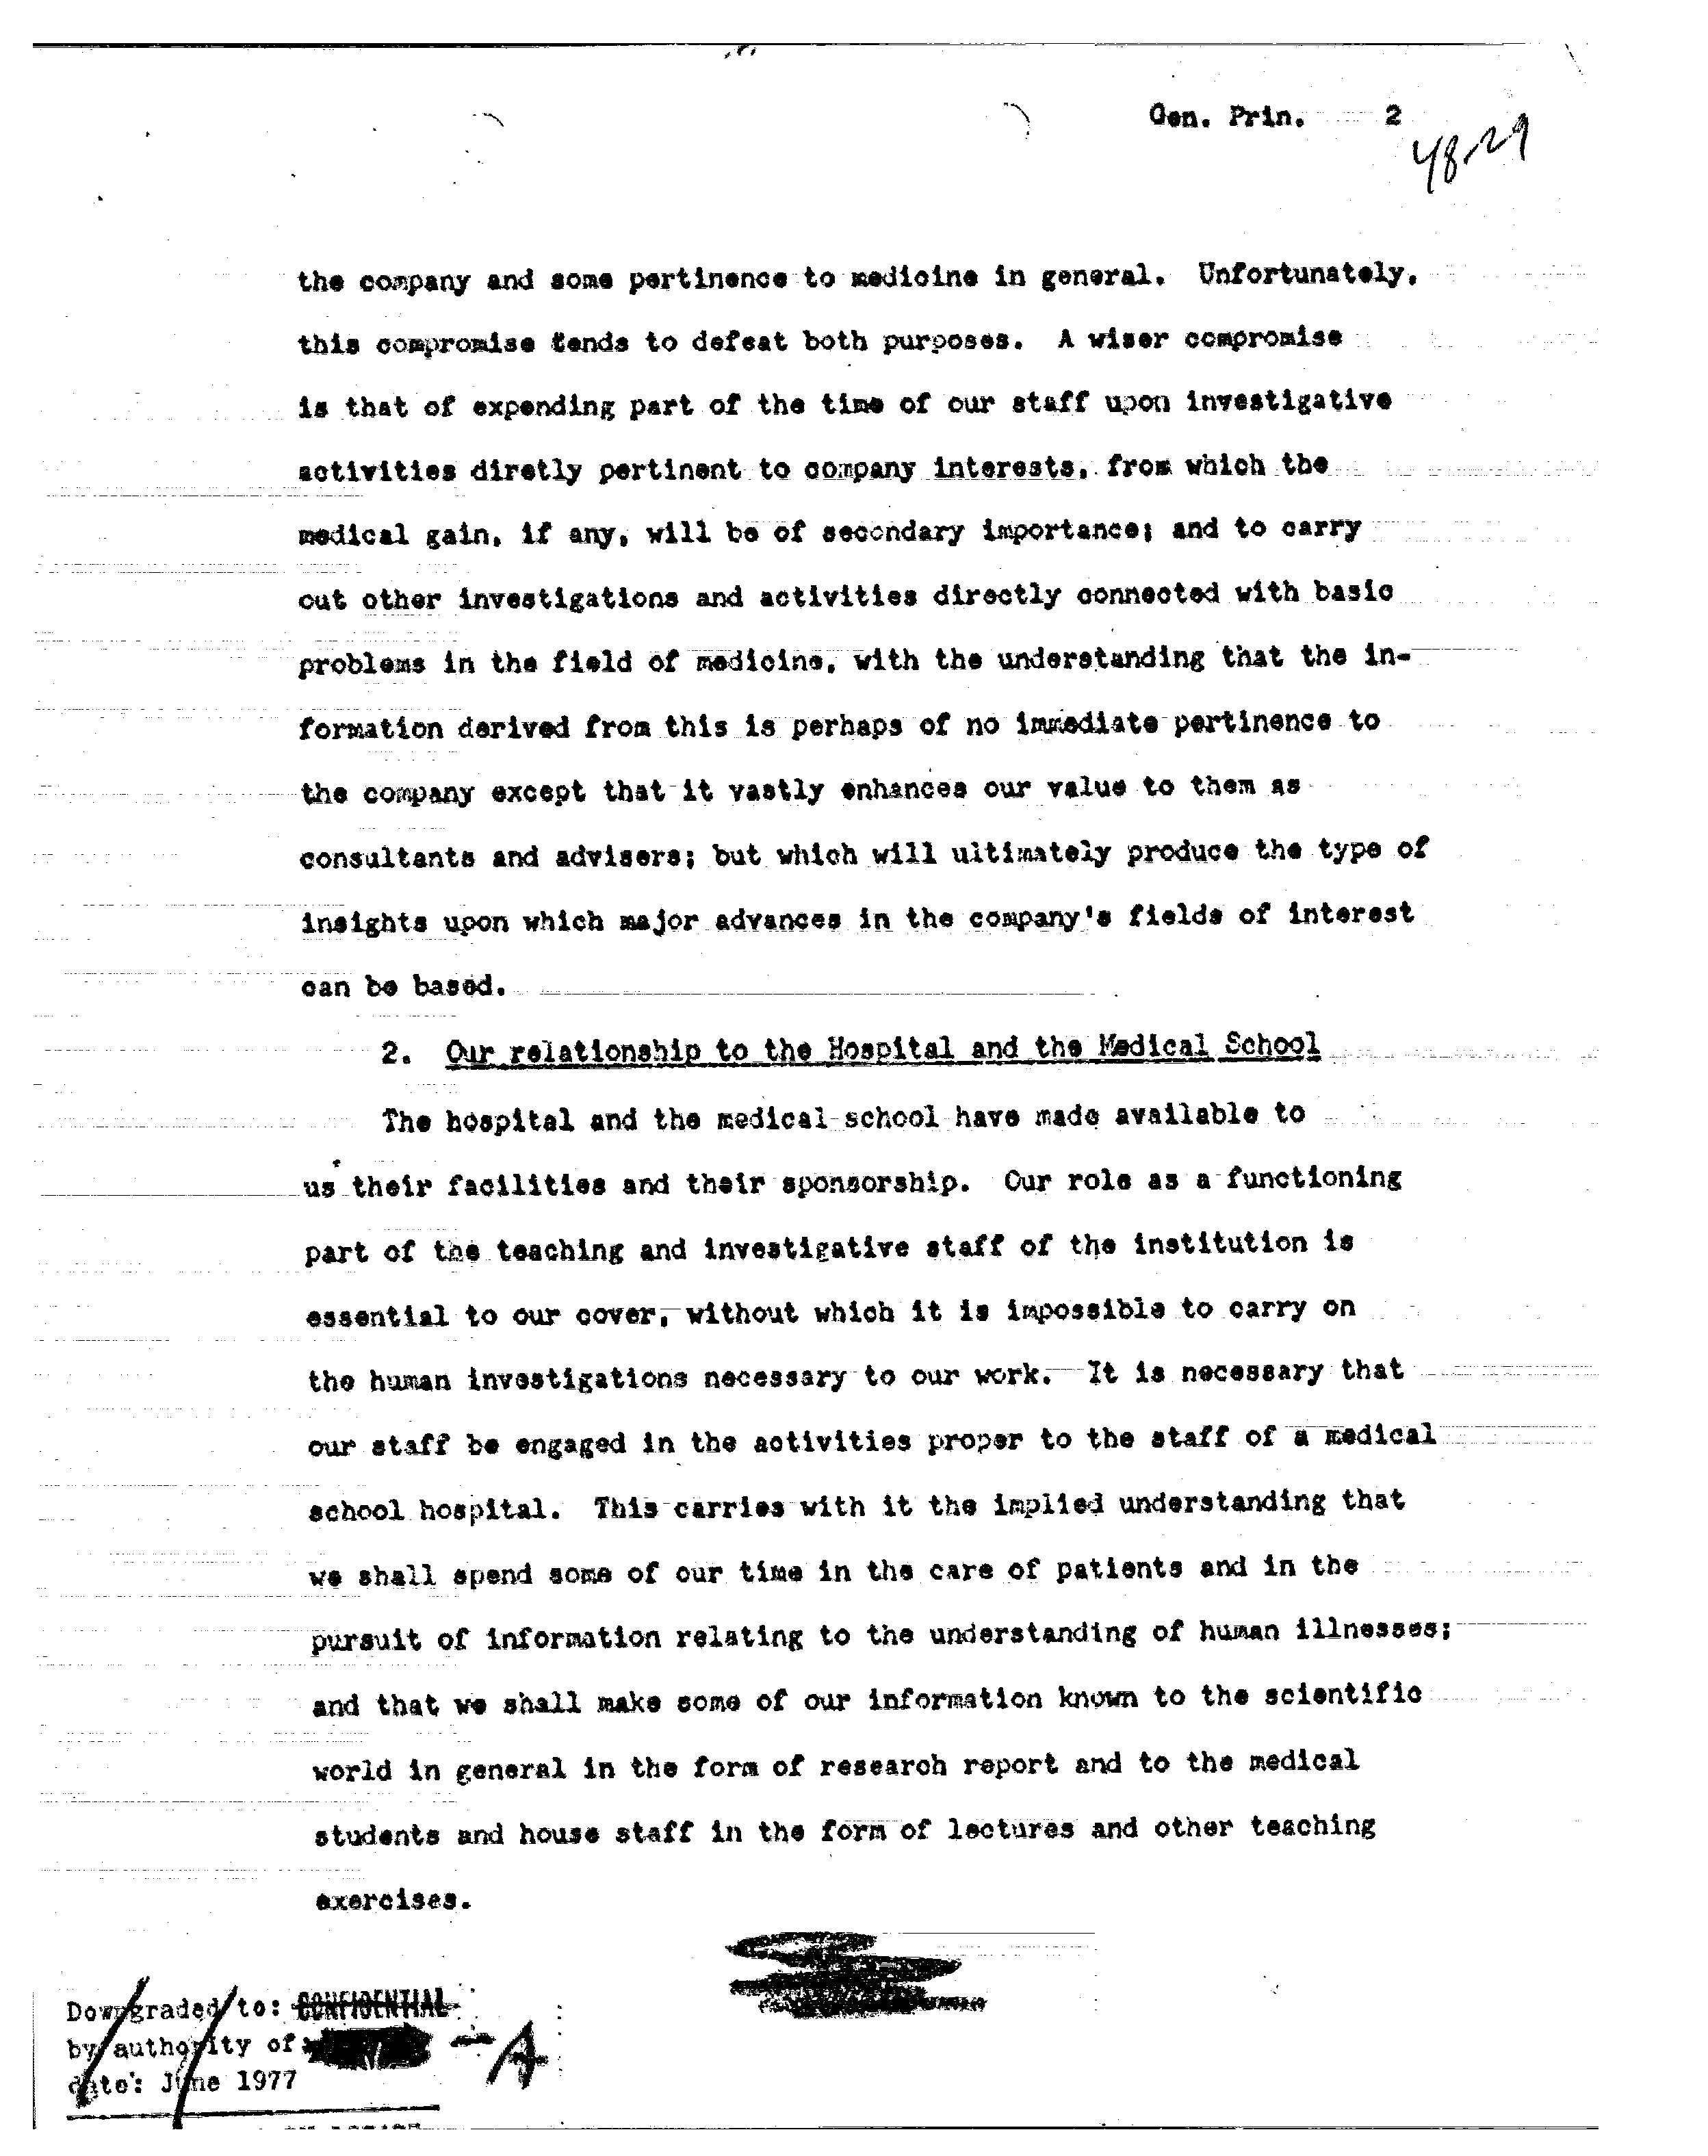 Gen. Prin. 2
48-29
the company and some pertinence to medicine in general. Unfortunately,
this compromise tends to defeat both purposes. A wiser compromise
is that of expending part of the time of our staff upon investigative
activities diretly pertinent to company interests, from which the
medical gain, if any, will be of secondary importance; and to carry
out other investigations and activities directly connected with basic
problems in the field of medicine, with the understanding that the in-
formation derived from this is perhaps of no immediate pertinence to
the company except that it vastly enhances our value to them as
consultants and advisers; but which will ultimately produce the type of
insights upon which major advances in the company's fields of interest
can be based.
2. Our relationship to the Hospital and the Medical School
The hospital and the medical school have made available to
us their facilities and their sponsorship. Our role as a functioning
part of the teaching and investigative staff of the institution is
essential to our cover, without which it is impossible to carry on
the human investigations necessary to our work. It is necessary that
our staff be engaged in the activities proper to the staff of a medical
school hospital. This carries with it the implied understanding that
we shall spend some of our time in the care of patients and in the
pursuit of information relating to the understanding of human illnesses;
and that we shall make some of our information known to the scientific
world in general in the form of research report and to the medical
students and house staff in the form of lectures and other teaching
exercises.
Downgraded to: CONFIDENTIAL
by authority of
date: June 1977
-A